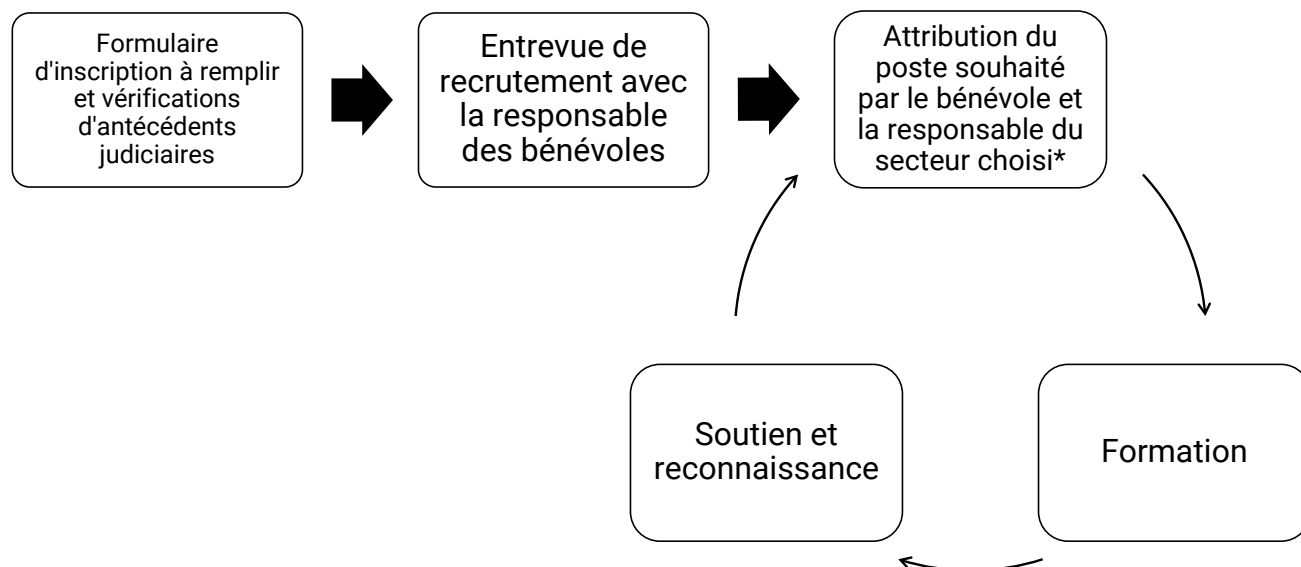 Formulaire
d'inscription à remplir
et vérifications
d'antécédents
judiciaires
Entrevue de
recrutement avec
la responsable
des bénévoles
Attribution du
poste souhaité
par le bénévole et
la responsable du
secteur choisi*
Formation
Soutien et
reconnaissance